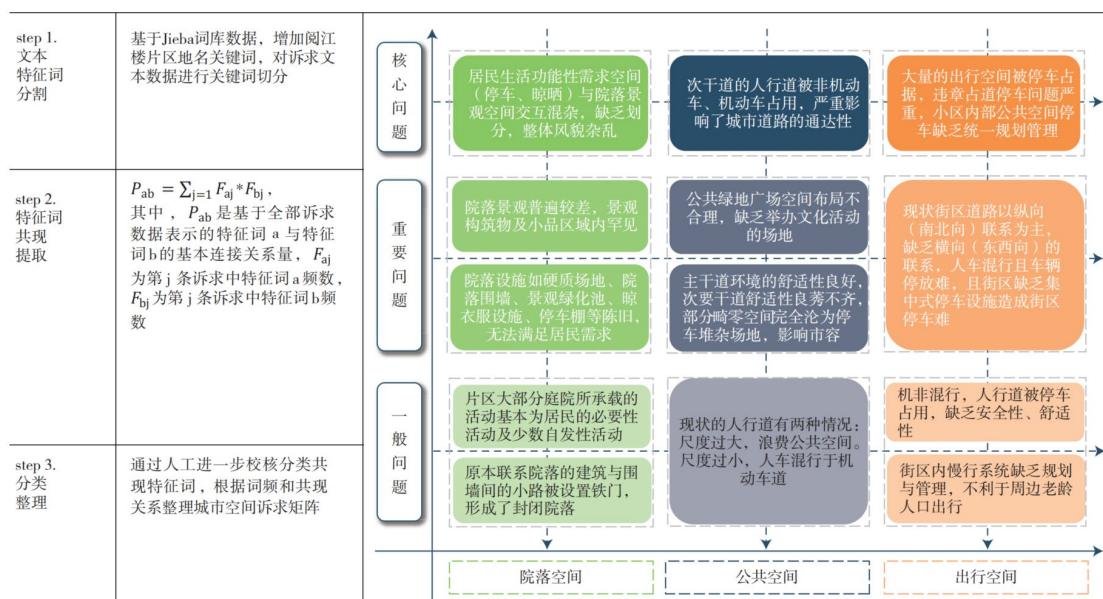 step 1.
文本
特征词
分割
基于Jieba词库数据，增加阅江
楼片区地名关键词，对诉求文
本数据进行关键词切分
step 2.
特征词
共现
提取
P_ab = ∑_{j=1} F_aj*F_bj，
其中，P_ab 是基于全部诉求
数据表示的特征词 a 与特征
词 b 的基本连接关系量，F_aj
为第 j 条诉求中特征词 a 频数，
F_bj 为第 j 条诉求中特征词 b 频
数
step 3.
分类
整理
通过人工进一步校核分类共
现特征词，根据词频和共现
关系整理城市空间诉求矩阵
核心问题
居民生活功能性需求空间
（停车、晾晒）与院落景
观空间交互混杂，缺乏划
分，整体风貌杂乱
次干道的人行道被非机动
车、机动车占用，严重影
响了城市道路的通达性
大量的出行空间被停车占
据，违章占道停车问题严
重，小区内部公共空间停
车缺乏统一规划管理
重要问题
院落景观普遍较差，景观
构筑物及小品区域内罕见
院落设施如硬质场地、院
落围墙、景观绿化池、晾
衣服设施、停车棚等陈旧，
无法满足居民需求
公共绿地广场空间布局不
合理，缺乏举办文化活动
的场地
主干道环境的舒适性良好，
次要干道舒适性良莠不齐，
部分畸零空间完全沦为停
车堆杂场地，影响市容
现状街区道路以纵向
（南北向）联系为主，
缺乏横向（东西向）的
联系，人车混行且车辆
停放难，且街区缺乏集
中式停车设施造成街区
停车难
一般问题
片区大部分庭院所承载的
活动基本为居民的必要性
活动及少数自发性活动
原本联系院落的建筑与围
墙间的小路被设置铁门，
形成了封闭院落
现状的人行道有两种情况：
尺度过大，浪费公共空间。
尺度过小，人车混行于机
动车道
机非混行，人行道被停车
占用，缺乏安全性、舒适
性
街区内慢行系统缺乏规划
与管理，不利于周边老龄
人口出行
院落空间
公共空间
出行空间